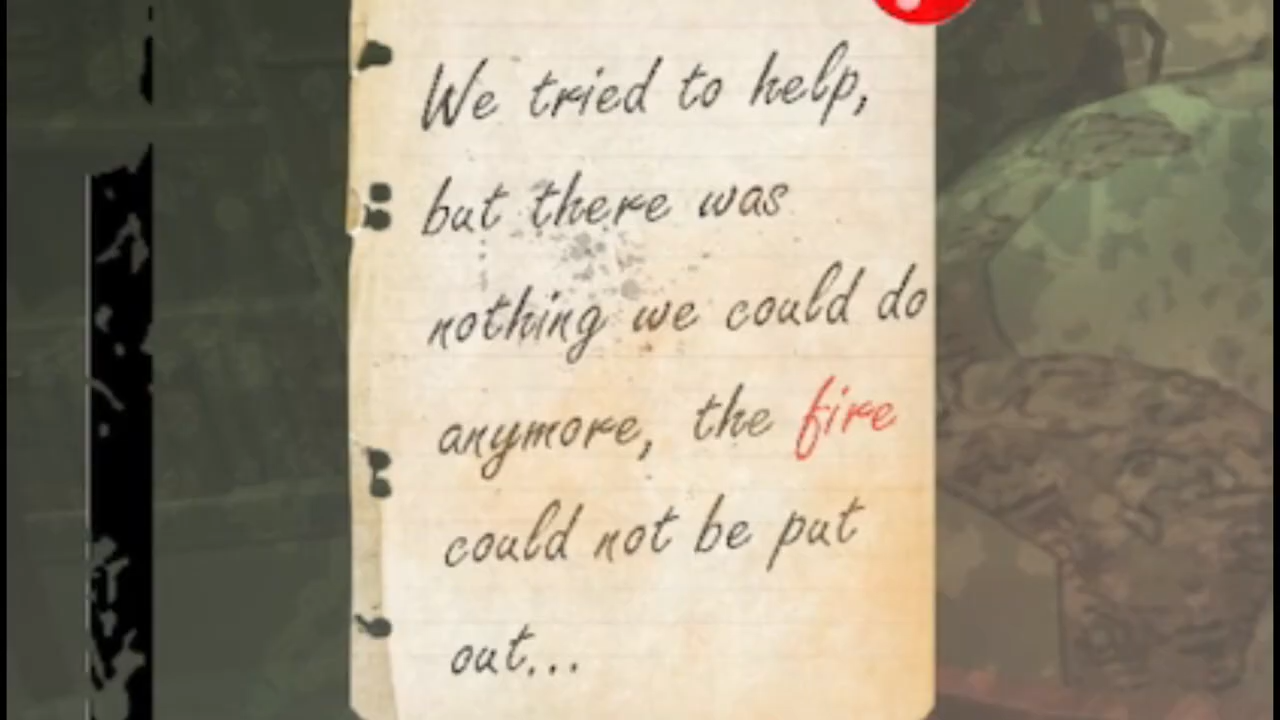 We tried to help,
but there was
nothing we could do
anymore, the fire
could not be put
out...